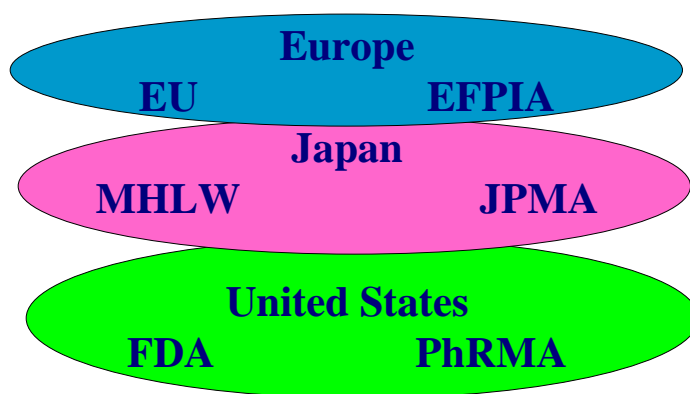 Europe
EU EFPIA
Japan
MHLW JPMA
United States
FDA PhRMA